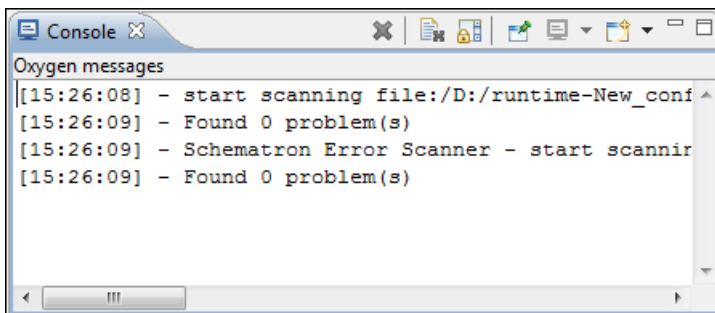 Console
Oxygen messages
[15:26:08] - start scanning file:/D:/runtime-New_conf
[15:26:09] - Found 0 problem(s)
[15:26:09] - Schematron Error Scanner - start scannin
[15:26:09] - Found 0 problem(s)